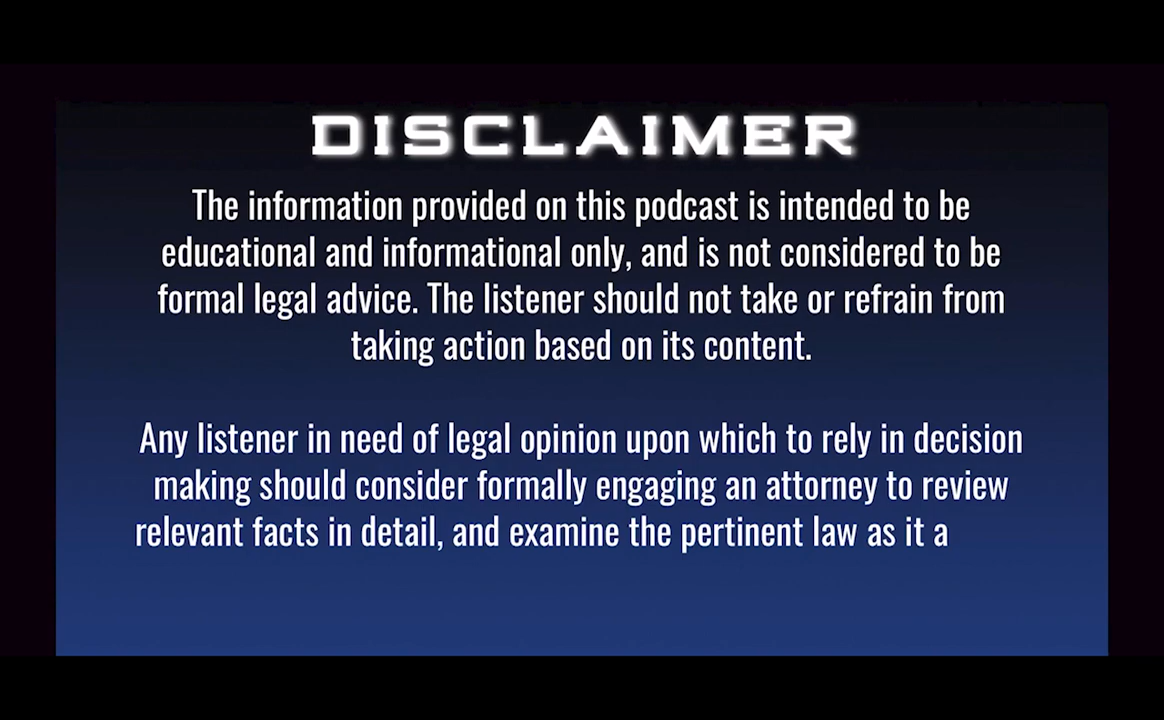 DISCLAIMER
The information provided on this podcast is intended to be
educational and informational only, and is not considered to be
formal legal advice. The listener should not take or refrain from
taking action based on its content.
Any listener in need of legal opinion upon which to rely in decision
making should consider formally engaging an attorney to review
relevant facts in detail, and examine the pertinent law as it a